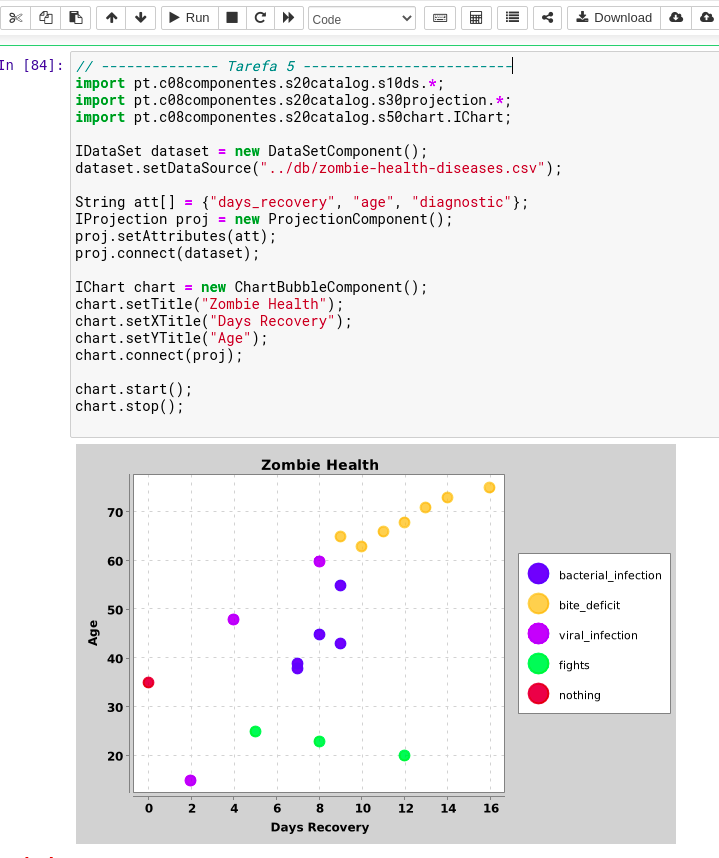 Run Code Download
In [84]:
// -------------- Tarefa 5 -------------------------
import pt.c08componentes.s20catalog.s10ds.*;
import pt.c08componentes.s20catalog.s30projection.*;
import pt.c08componentes.s20catalog.s50chart.IChart;
IDataSet dataset = new DataSetComponent();
dataset.setDataSource("../db/zombie-health-diseases.csv");
String att[] = {"days_recovery", "age", "diagnostic"};
IProjection proj = new ProjectionComponent();
proj.setAttributes(att);
proj.connect(dataset);
IChart chart = new ChartBubbleComponent();
chart.setTitle("Zombie Health");
chart.setXTitle("Days Recovery");
chart.setYTitle("Age");
chart.connect(proj);
chart.start();
chart.stop();
Zombie Health
70
60
50
40
30
20
Age
0 2 4 6 8 10 12 14 16
Days Recovery
bacterial_infection
bite_deficit
viral_infection
fights
nothing